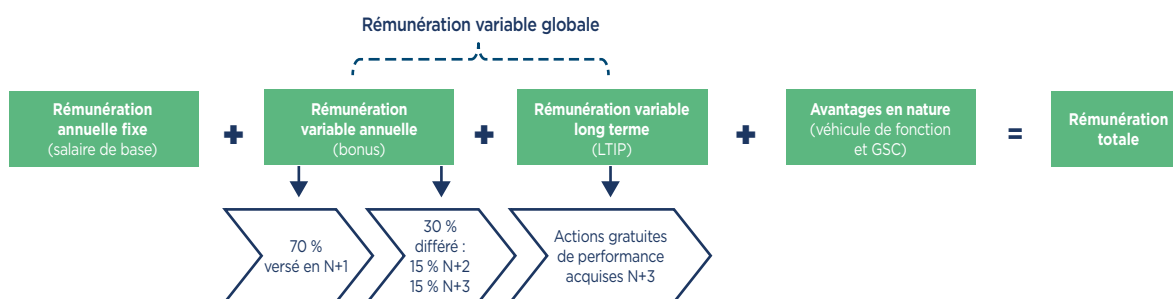 Rémunération variable globale
Rémunération
annuelle fixe
(salaire de base)
+
Rémunération
variable annuelle
(bonus)
+
Rémunération variable
long terme
(LTIP)
+
Avantages en nature
(véhicule de fonction
et GSC)
=
Rémunération
totale
70 %
versé en N+1
30 %
différé :
15 % N+2
15 % N+3
Actions gratuites
de performance
acquises N+3